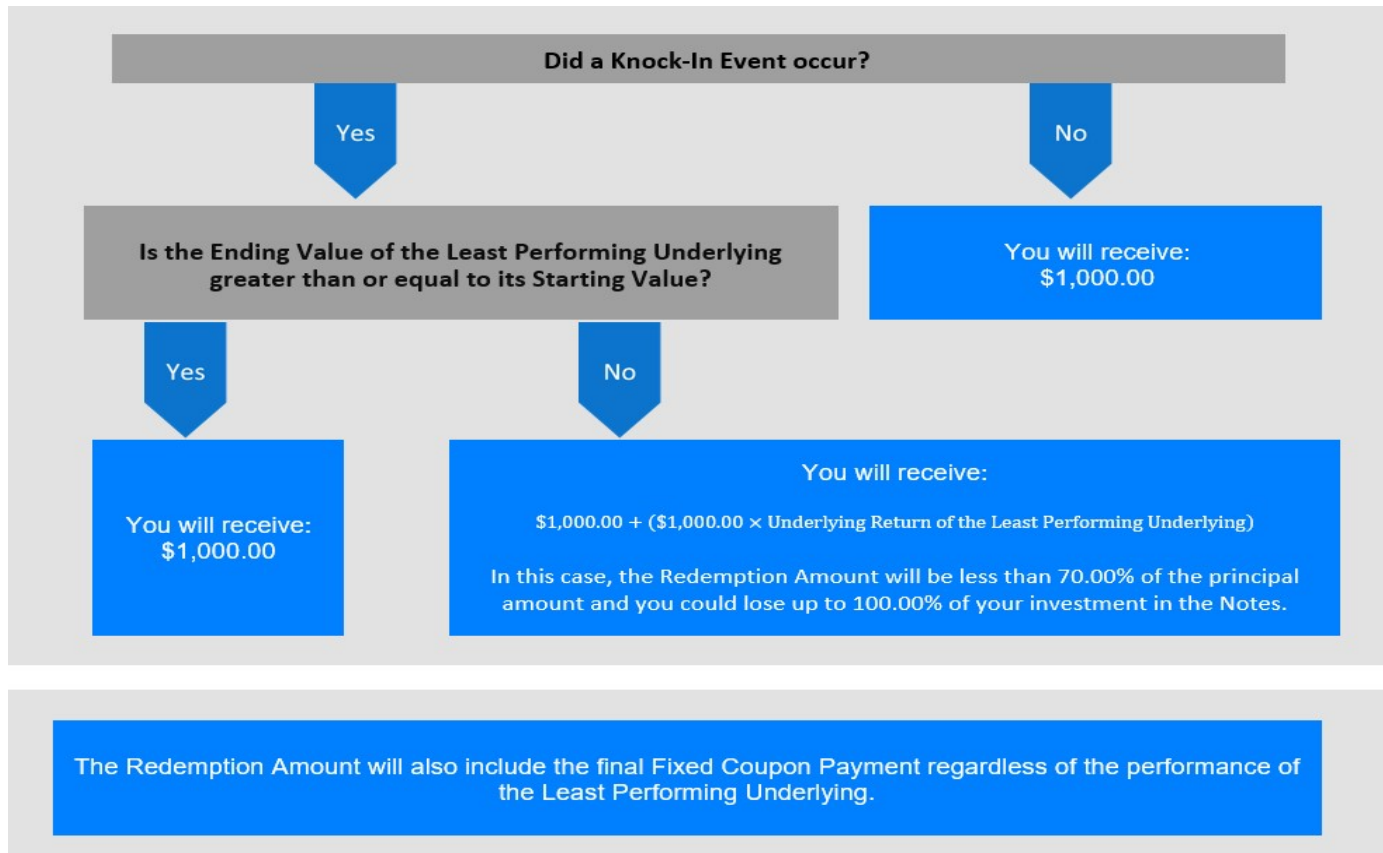 Did a Knock-In Event occur?
Yes
No
Is the Ending Value of the Least Performing Underlying
greater than or equal to its Starting Value?
You will receive:
$1,000.00
Yes
No
You will receive:
$1,000.00
You will receive:
$1,000.00 + ($1,000.00 × Underlying Return of the Least Performing Underlying)
In this case, the Redemption Amount will be less than 70.00% of the principal
amount and you could lose up to 100.00% of your investment in the Notes.
The Redemption Amount will also include the final Fixed Coupon Payment regardless of the performance of
the Least Performing Underlying.